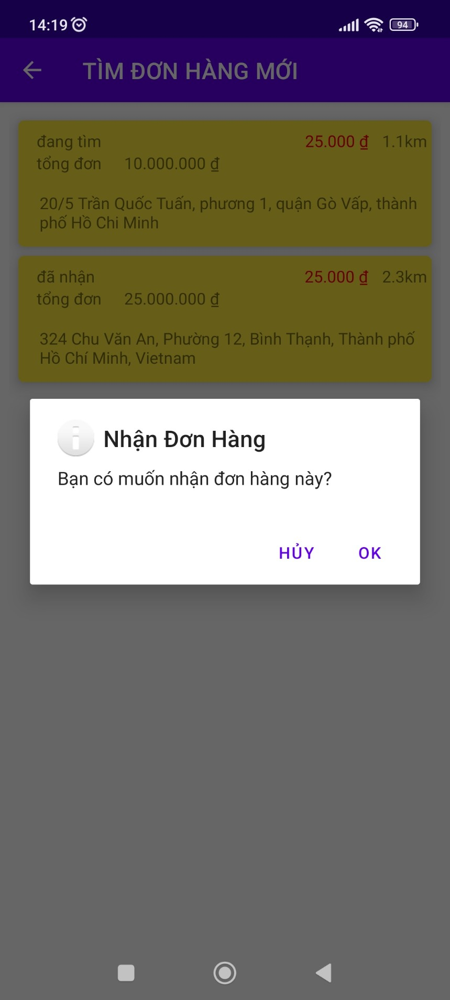 14:19
94
TÌM ĐƠN HÀNG MỚI
đang tìm 25.000 ₫ 1.1km
tổng đơn 10.000.000 ₫
20/5 Trần Quốc Tuấn, phương 1, quận Gò Vấp, thành
phố Hồ Chi Minh
đã nhận 25.000 ₫ 2.3km
tổng đơn 25.000.000 ₫
324 Chu Văn An, Phường 12, Bình Thạnh, Thành phố
Hồ Chí Minh, Vietnam
Nhận Đơn Hàng
Bạn có muốn nhận đơn hàng này?
HỦY OK